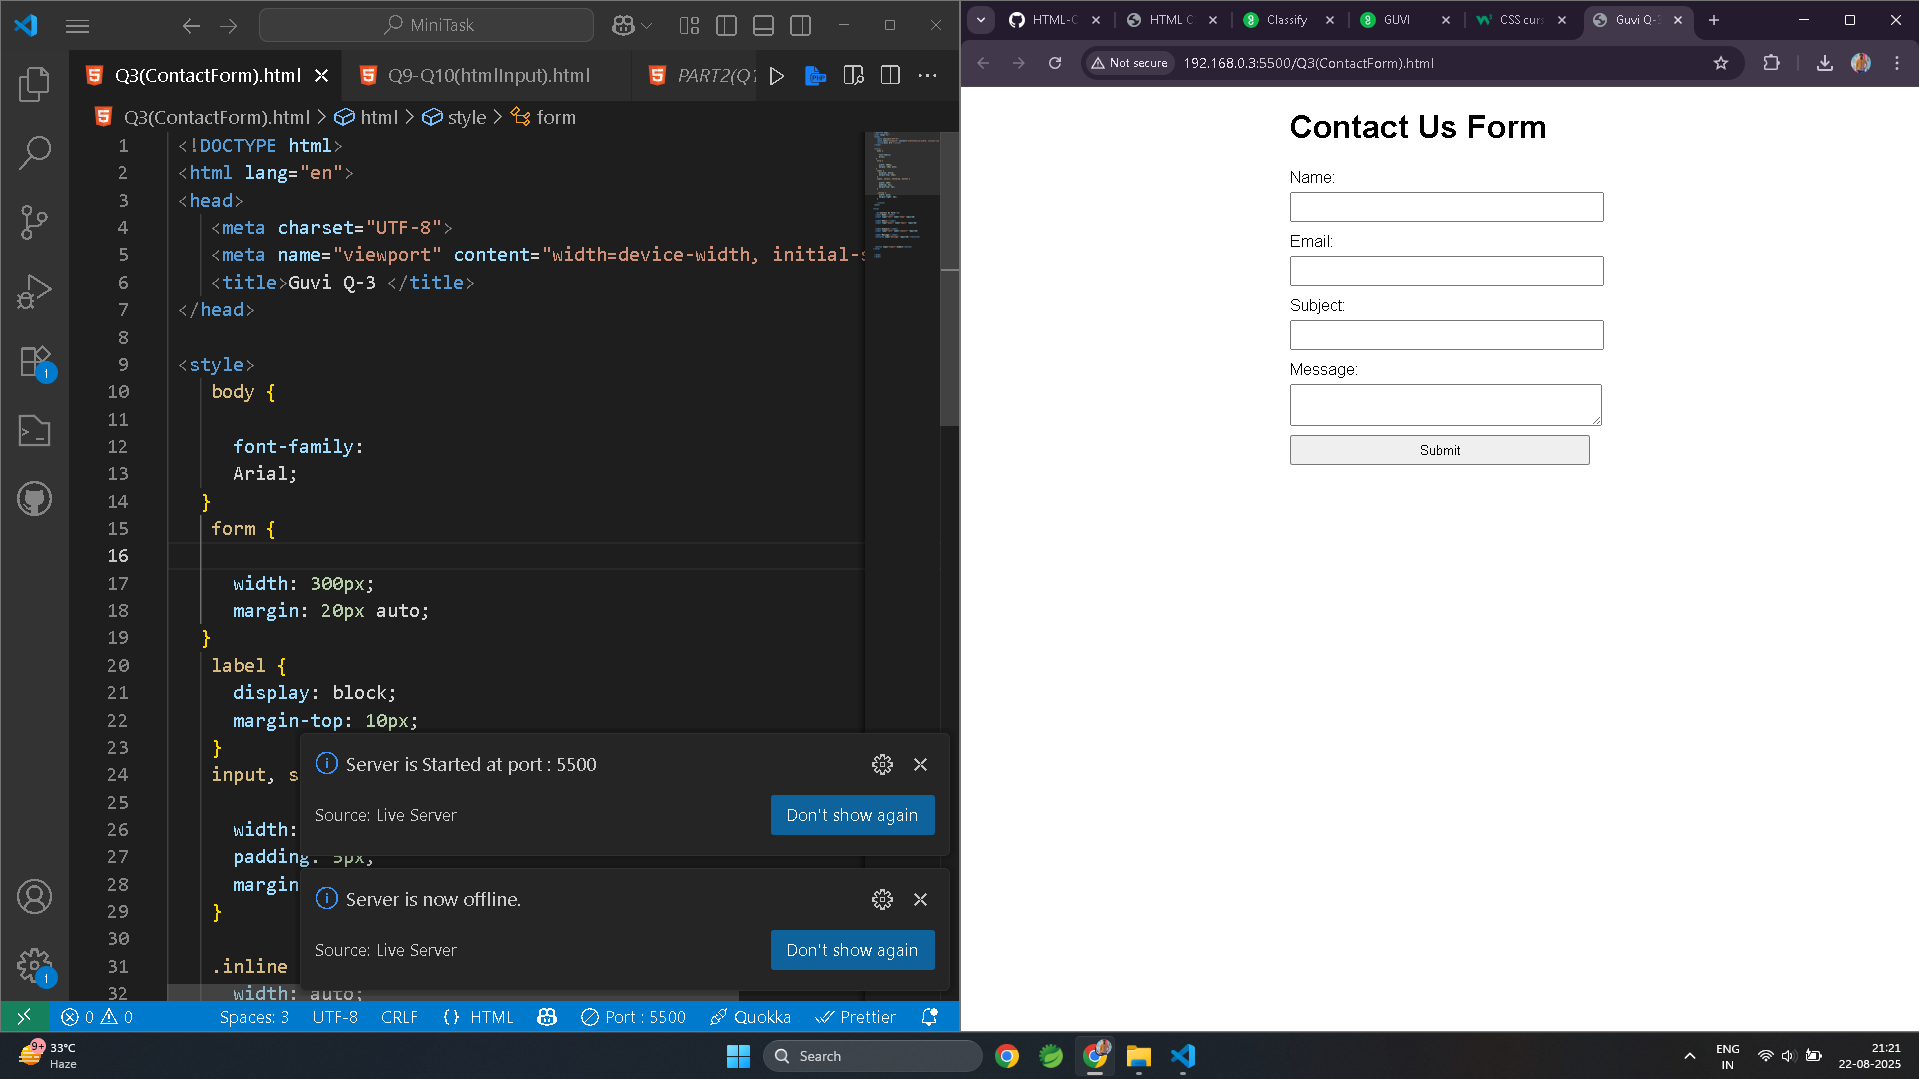 MiniTask
Q3(ContactForm).html
Q9-Q10(htmlInput).html
PART2(Q1
Q3(ContactForm).html > html > style > form
1 <!DOCTYPE html>
2 <html lang="en">
3 <head>
4 <meta charset="UTF-8">
5 <meta name="viewport" content="width=device-width, initial-s
6 <title>Guvi Q-3 </title>
7 </head>
8
9 <style>
10 body {
11
12 font-family:
13 Arial;
14 }
15 form {
16
17 width: 300px;
18 margin: 20px auto;
19 }
20 label {
21 display: block;
22 margin-top: 10px;
23 }
24 input, s
25
26 width:
27 padding: 5px;
28 margin
29 }
30
31 .inline
32 width: auto;
Server is Started at port : 5500
Source: Live Server
Don't show again
Server is now offline.
Source: Live Server
Don't show again
1
1
0 0 Spaces: 3 UTF-8 CRLF {} HTML Port : 5500 Quokka Prettier
HTML-C
HTML C
Classify
GUVI
CSS curs
Guvi Q-3
Not secure 192.168.0.3:5500/Q3(ContactForm).html
Contact Us Form
Name:
Email:
Subject:
Message:
Submit
9+
33°C
Haze
Search
ENG
IN
21:21
22-08-2025